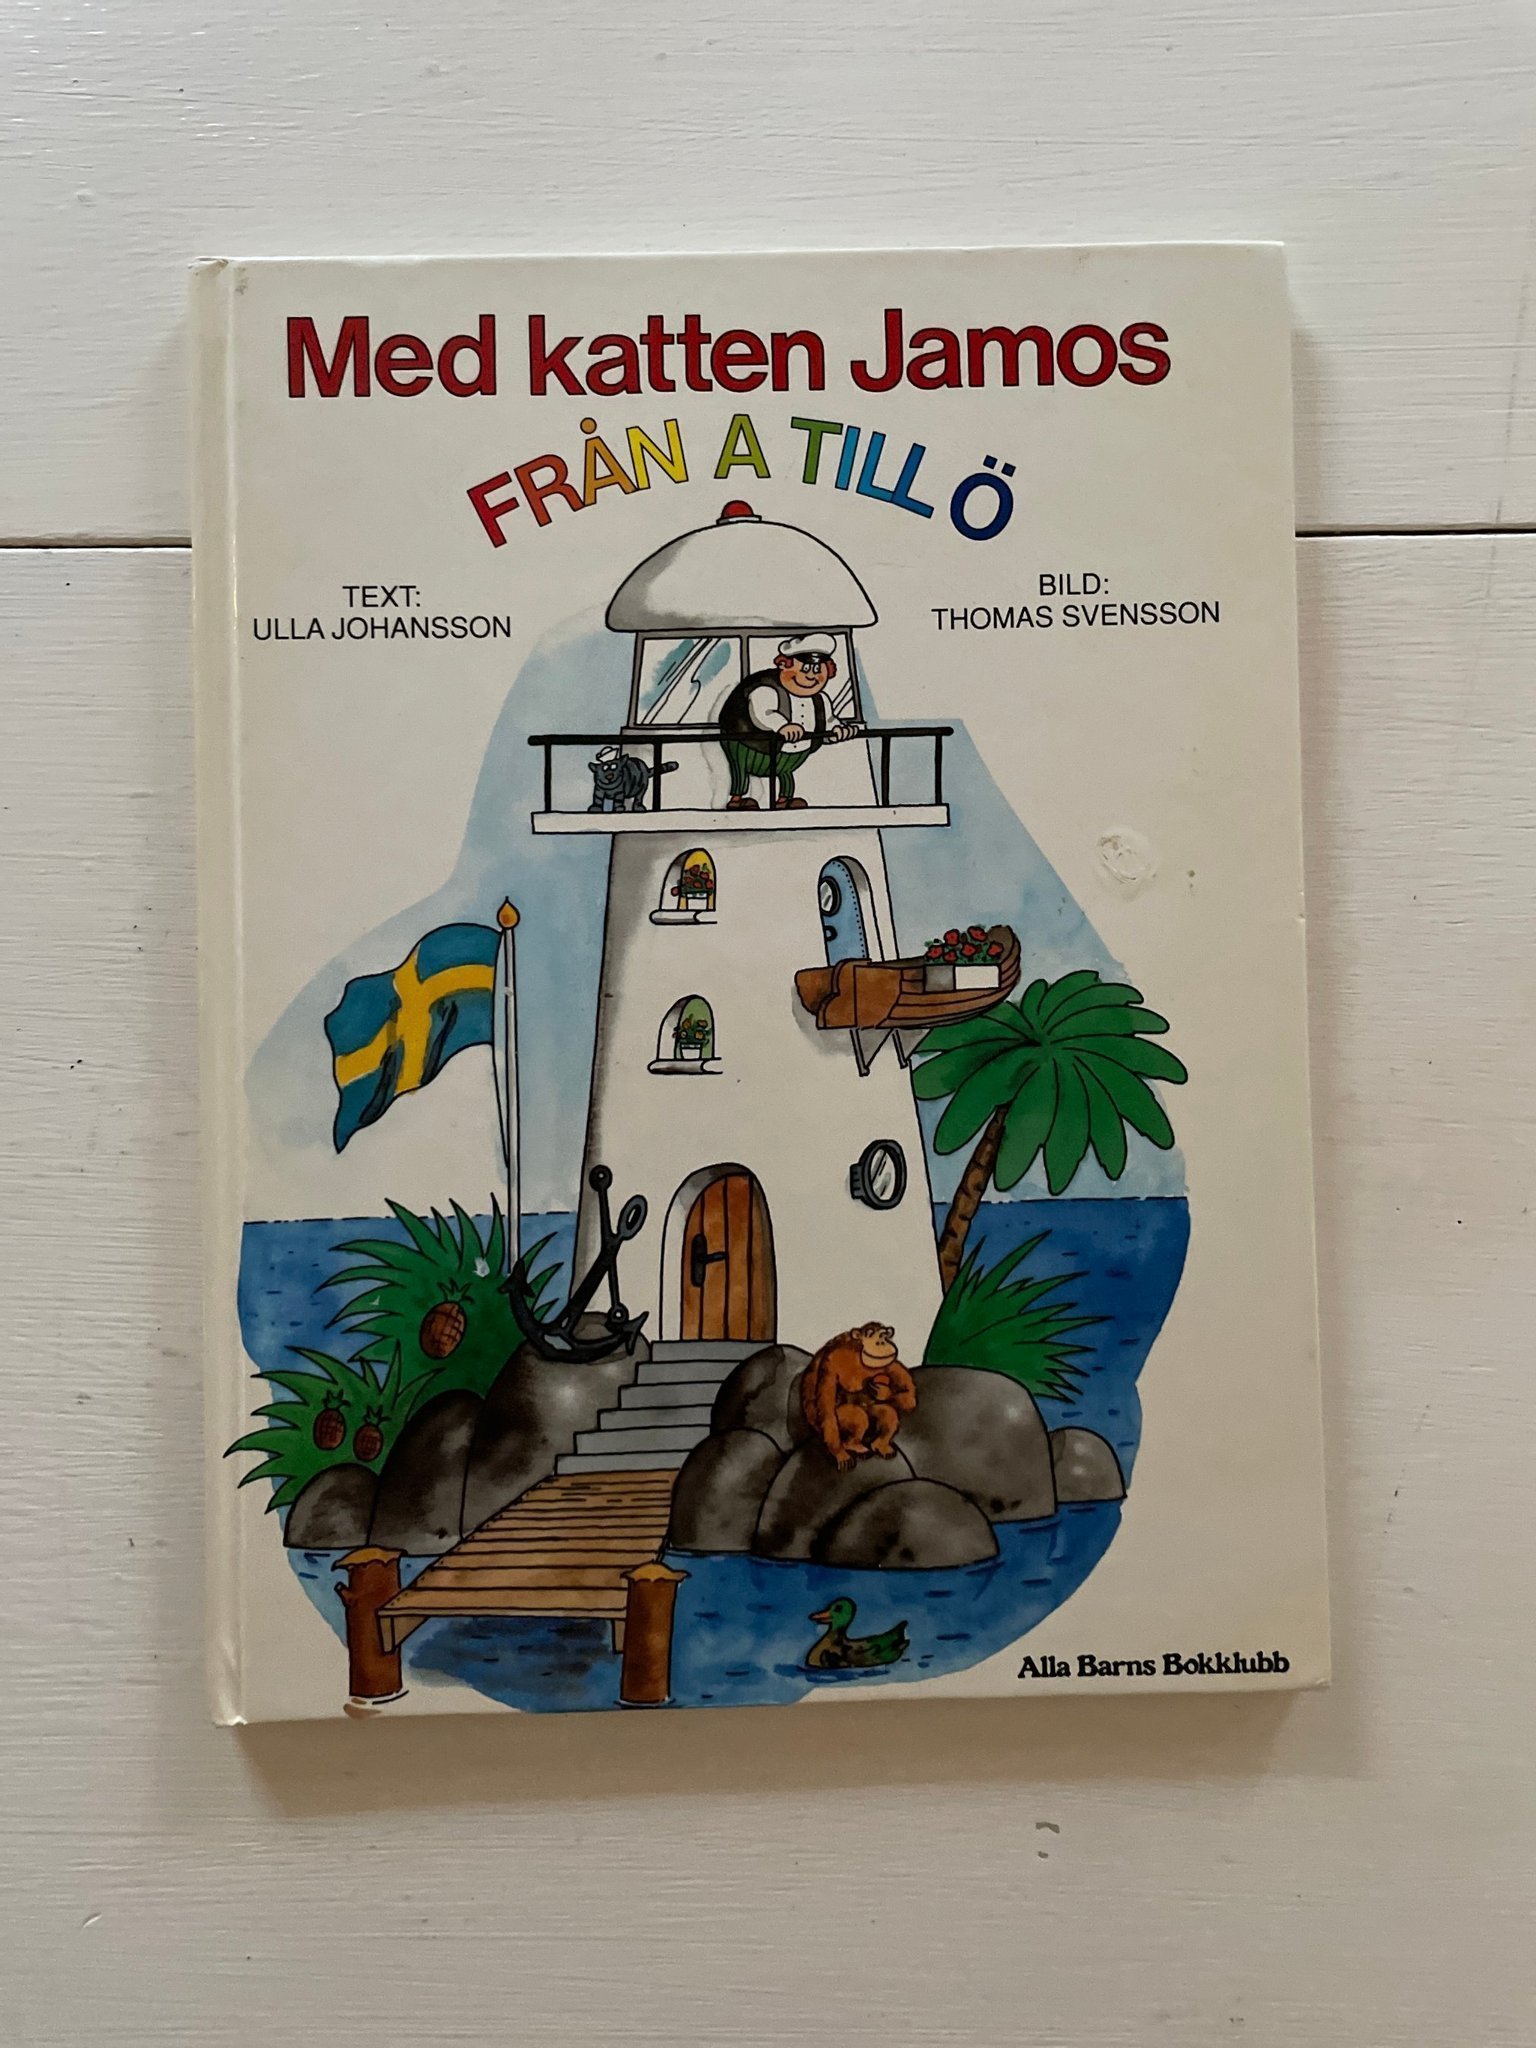 Med katten Jamos
FRÅN A TILL Ö
TEXT:
ULLA JOHANSSON
BILD:
THOMAS SVENSSON
Alla Barns Bokklubb